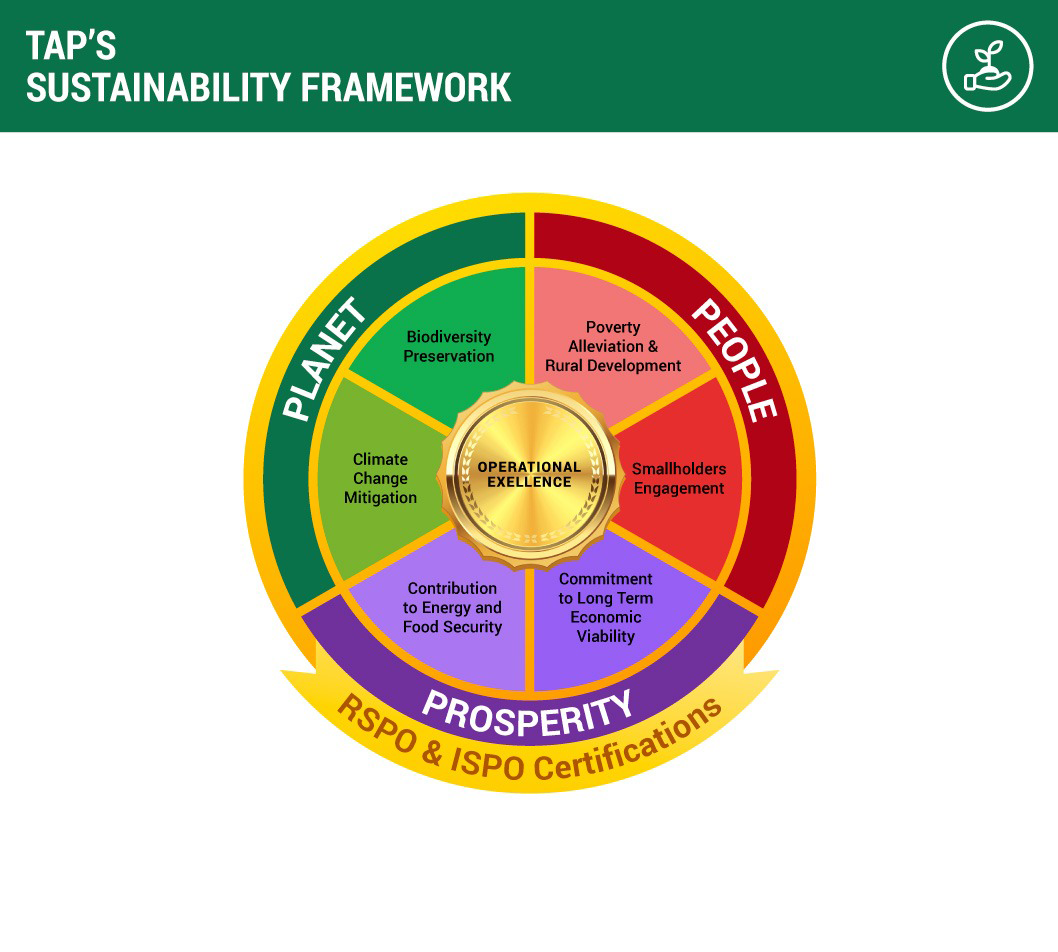 TAP’S
SUSTAINABILITY FRAMEWORK
PLANET
PEOPLE
Biodiversity
Preservation
Poverty
Alleviation &
Rural Development
Climate
Change
Mitigation
OPERATIONAL
EXELLENCE
Smallholders
Engagement
Contribution
to Energy and
Food Security
Commitment
to Long Term
Economic
Viability
PROSPERITY
RSPO & ISPO Certifications